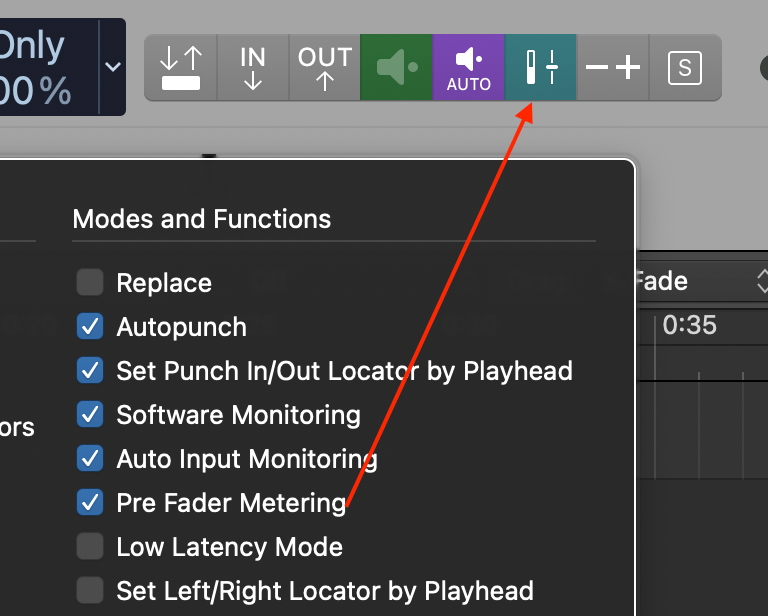 Only
00%
IN
OUT
AUTO
S
Modes and Functions
Replace
Fade
Autopunch
0:35
Set Punch In/Out Locator by Playhead
Software Monitoring
ors
Auto Input Monitoring
Pre Fader Metering
Low Latency Mode
Set Left/Right Locator by Playhead